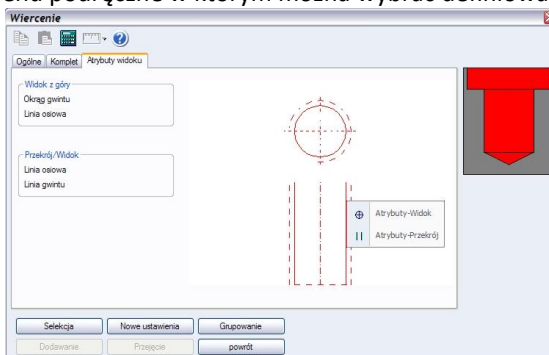 Wiercenie
Ogólne Komplet Atrybuty widoku
Widok z góry
Okrąg gwintu
Linia osiowa
Przekrój/Widok
Linia osiowa
Linia gwintu
Atrybuty-Widok
Atrybuty-Przekrój
Selekcja Nowe ustawienia Grupowanie
Dodawanie Przejęcie powrót